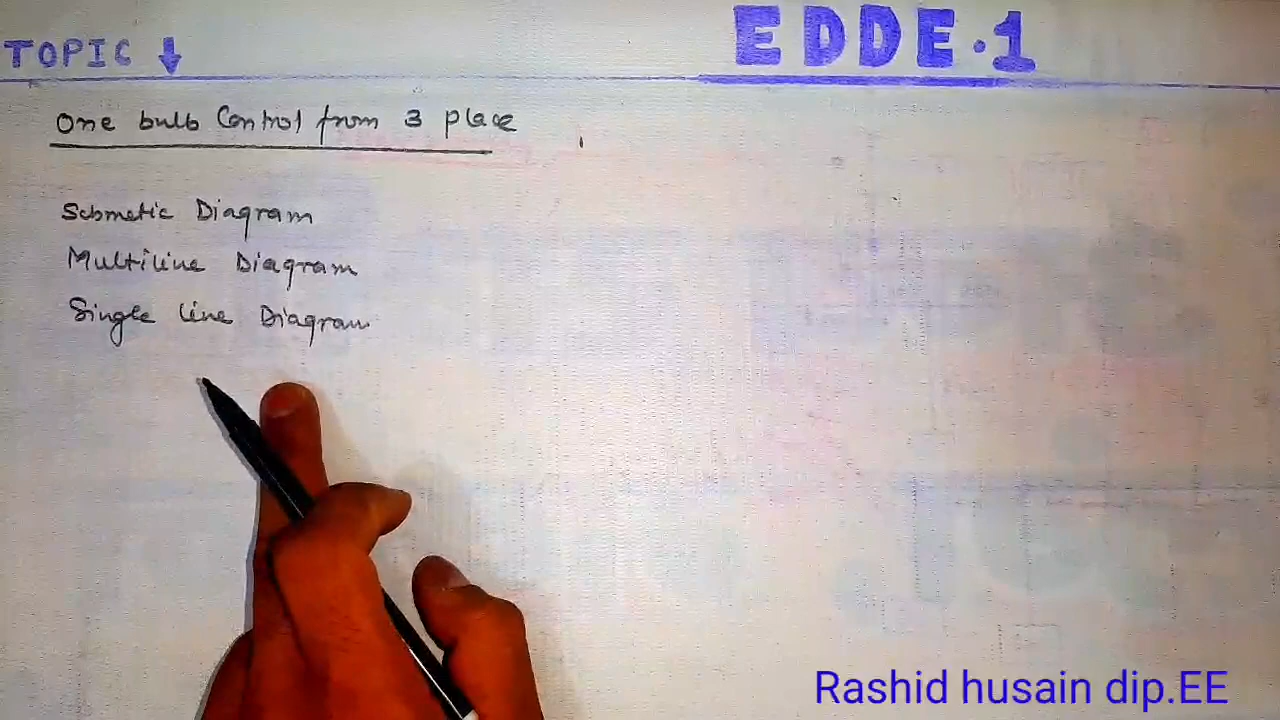 TOPIC ↓
EDDE.1
One bulb Control from 3 place
Schmetic Diagram
Multiline Diagram
Single line Diagram
Rashid husain dip.EE